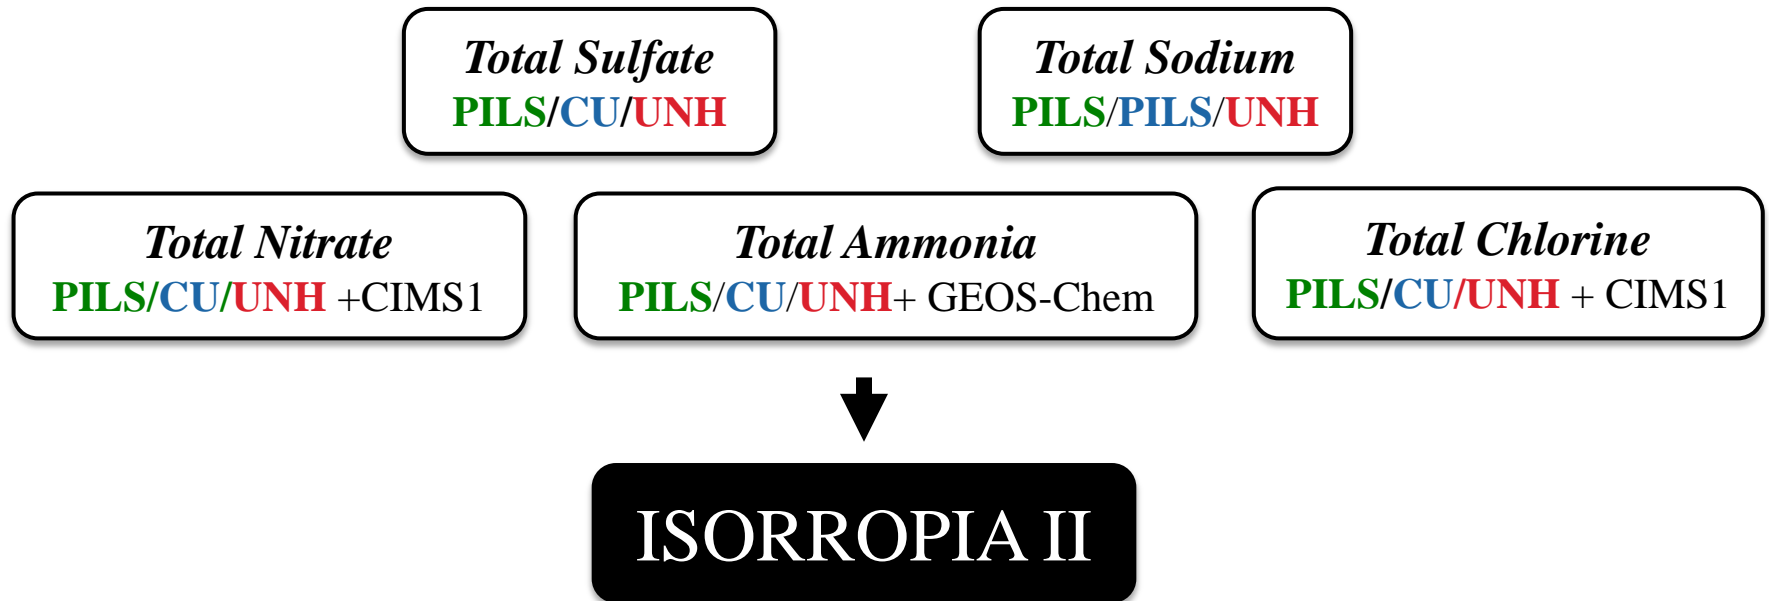 Total Sulfate
PILS/CU/UNH
Total Sodium
PILS/PILS/UNH
Total Nitrate
PILS/CU/UNH +CIMS1
Total Ammonia
PILS/CU/UNH+ GEOS-Chem
Total Chlorine
PILS/CU/UNH + CIMS1
ISORROPIA II